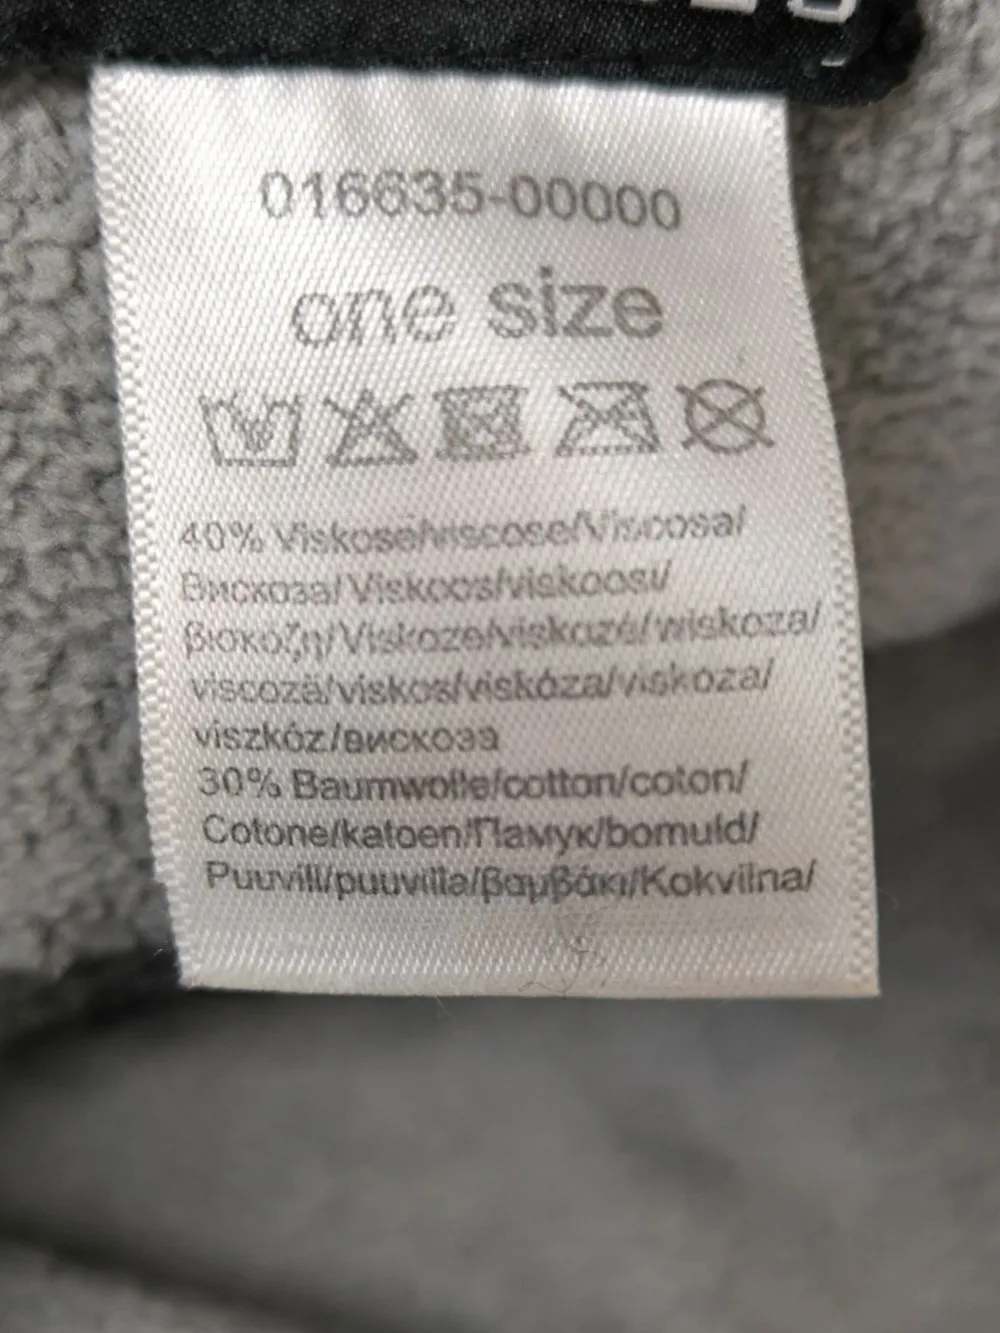 016635-00000
one size
40% Viskose/viscose/Viscosa/
Вискоза/Viskoos/viskoosi/
βισκόζη/Viskoze/viskozė/wiskoza/
viscoză/viskos/viskóza/viskoza/
viszkóz/вискоза
30% Baumwolle/cotton/coton/
Cotone/katoen/Памук/bomuld/
Puuvill/puuvilla/βαμβάκι/Kokvilna/